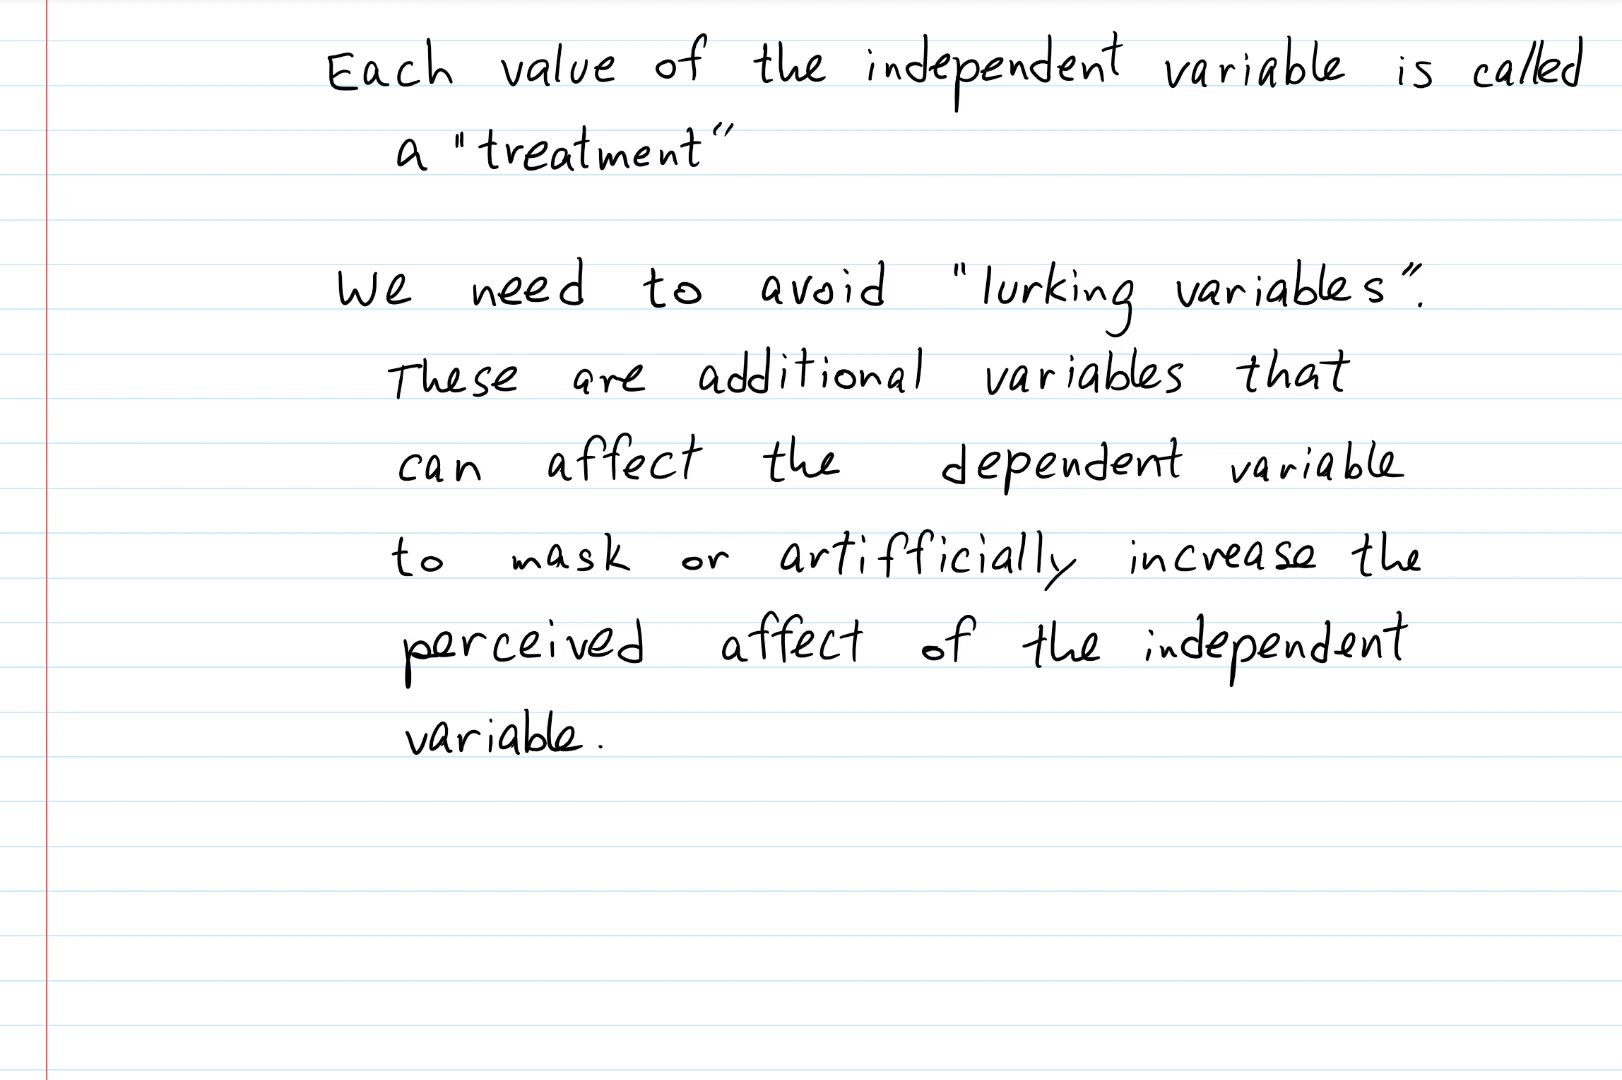 Each value of the independent variable is called
a "treatment"
We need to avoid "lurking variables".
These are additional variables that
can affect the dependent variable
to mask or artifficially increase the
perceived affect of the independent
variable.